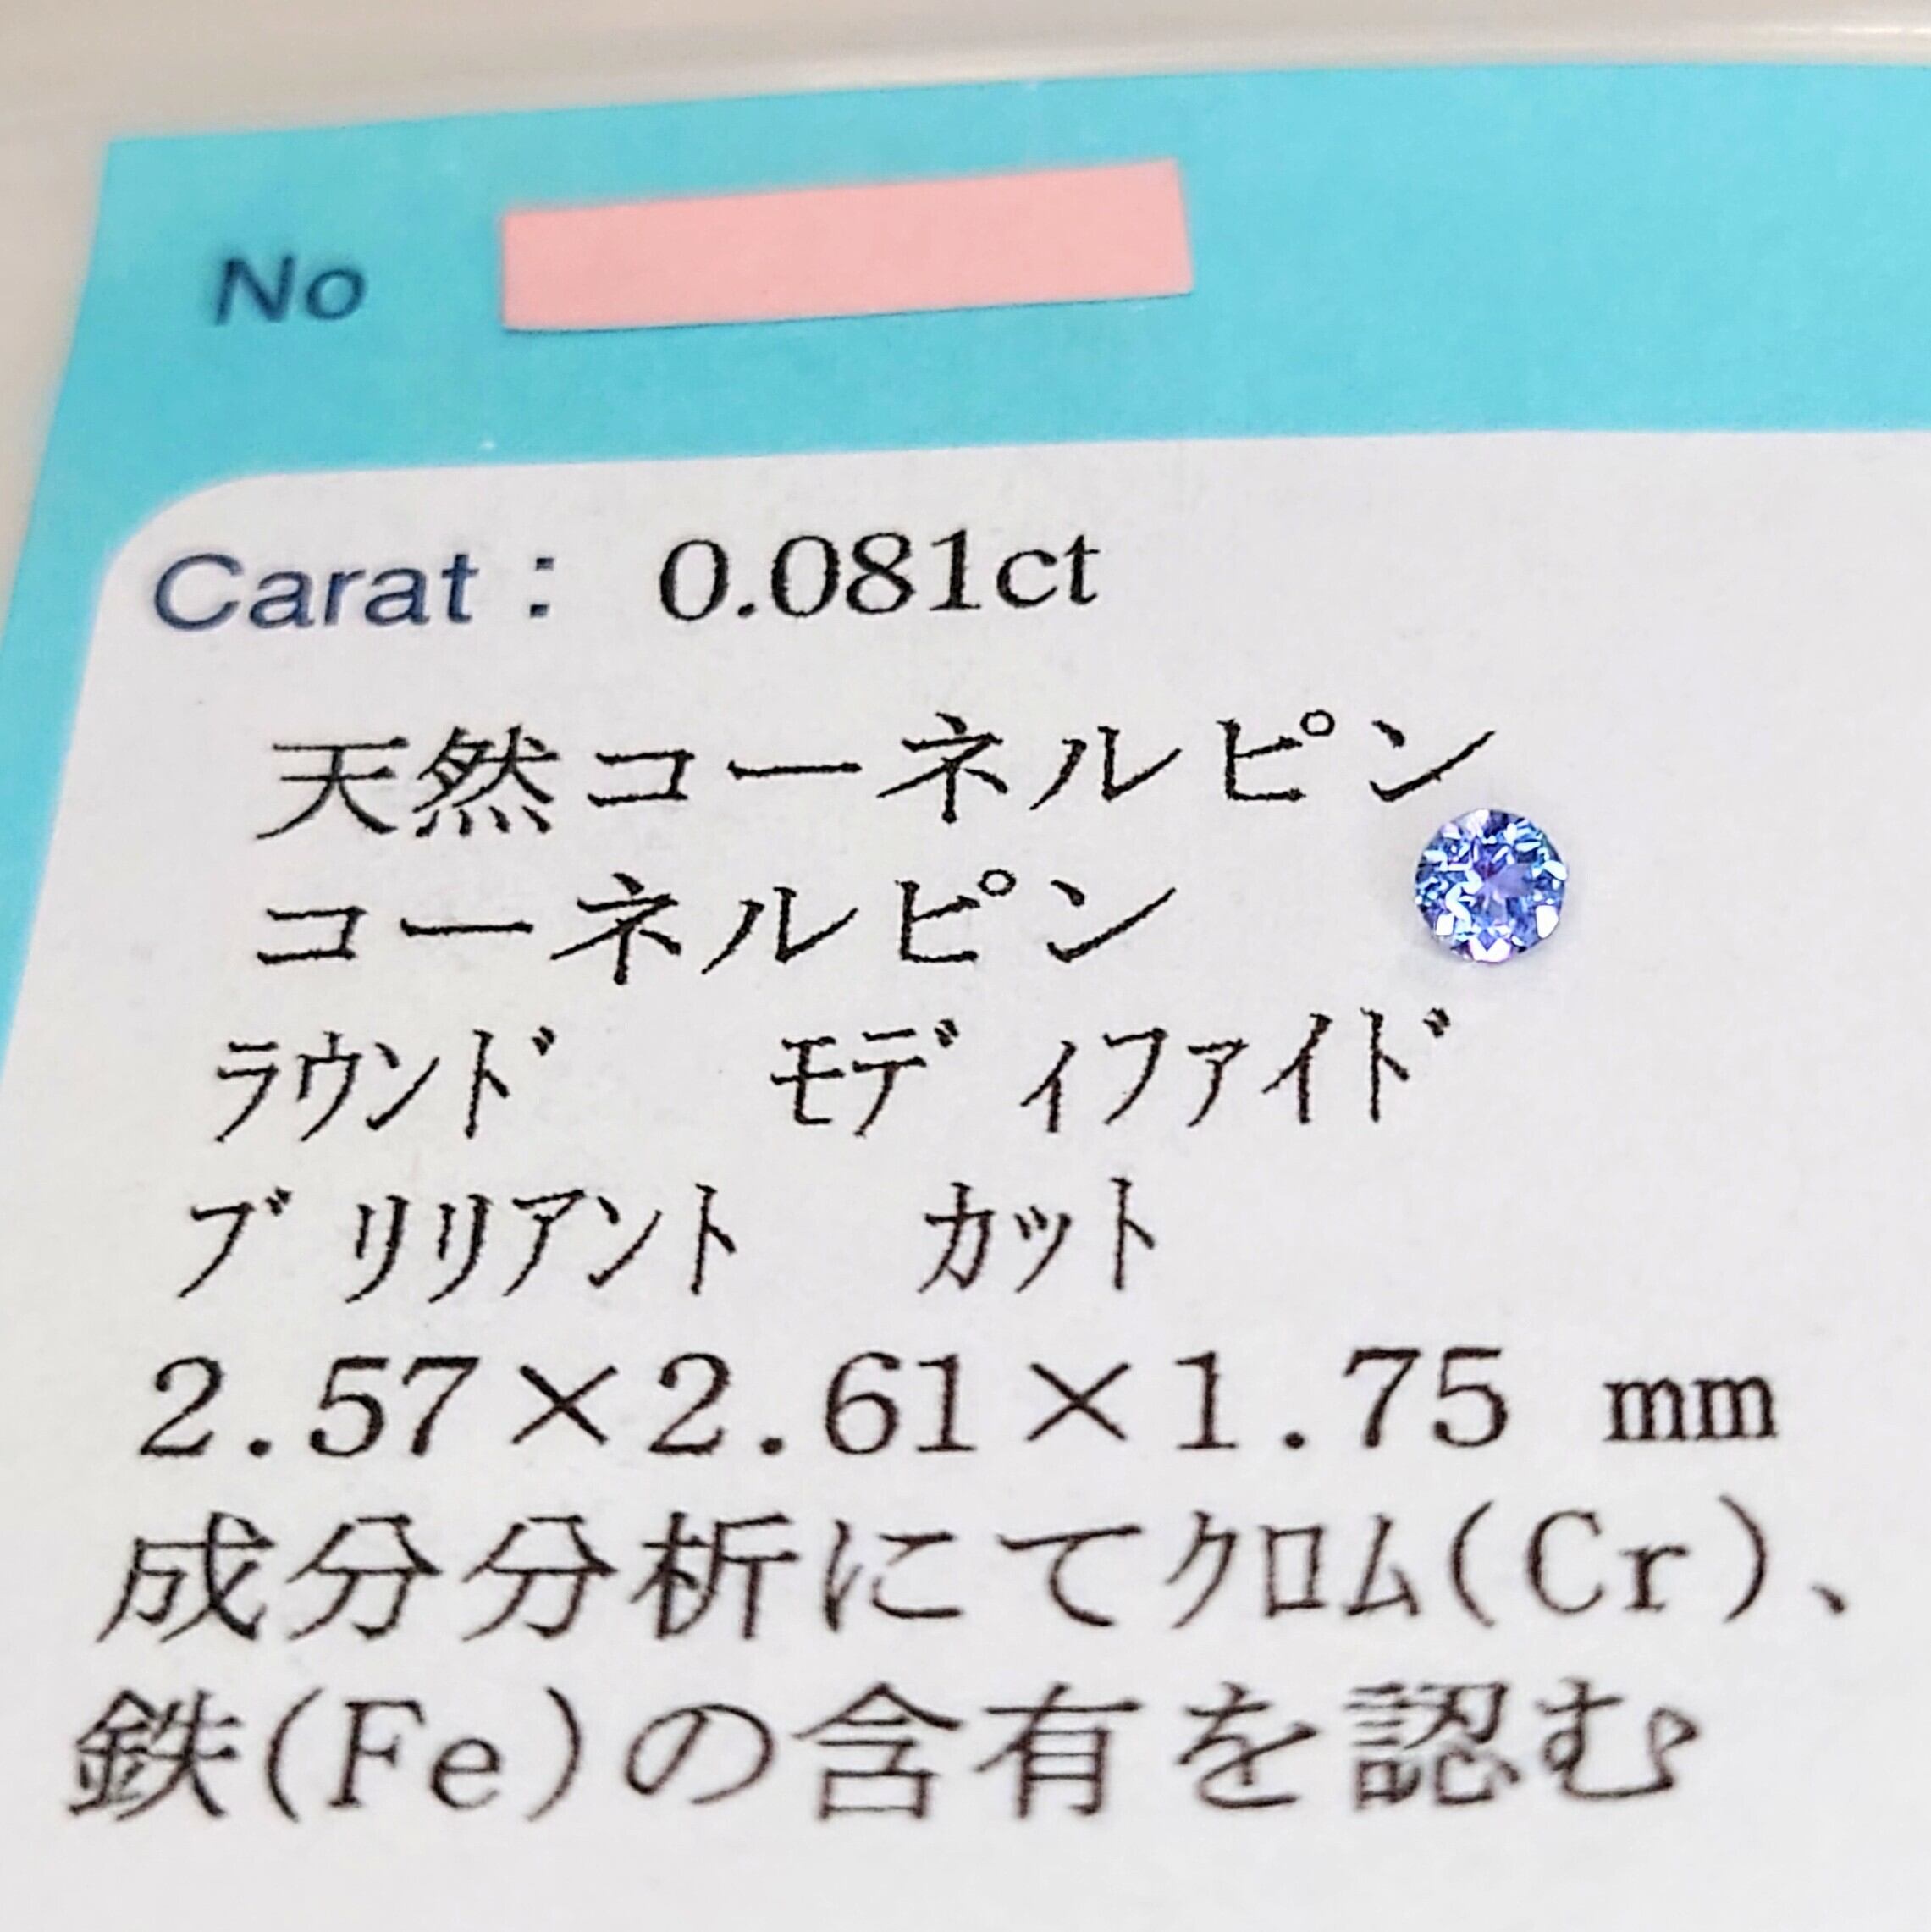 No
Carat : 0.081ct
天然コーネルピン
コーネルピン
ﾗｳﾝﾄﾞ ﾓﾃﾞｨﾌｧｲﾄﾞ
ﾌﾞﾘﾘｱﾝﾄ ｶｯﾄ
2.57×2.61×1.75 mm
成分分析にてｸﾛﾑ(Cr)、
鉄(Fe)の含有を認む